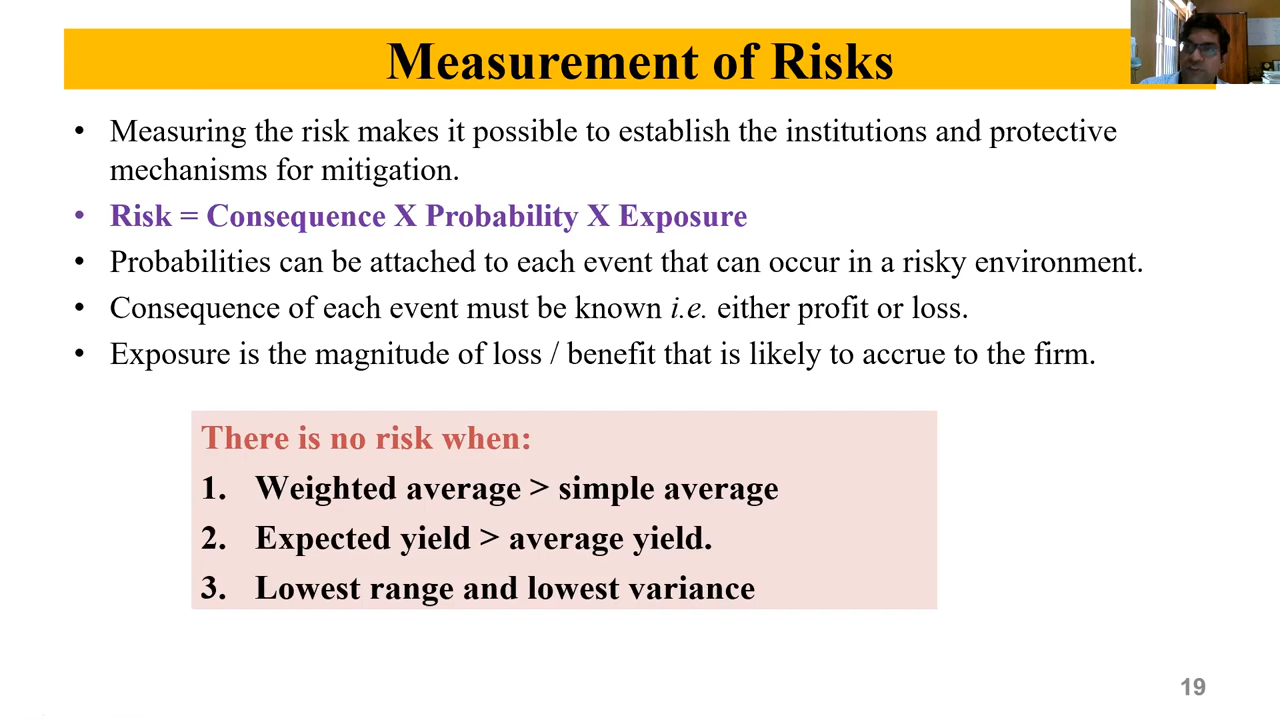 Measurement of Risks
• Measuring the risk makes it possible to establish the institutions and protective
mechanisms for mitigation.
• Risk = Consequence X Probability X Exposure
• Probabilities can be attached to each event that can occur in a risky environment.
• Consequence of each event must be known i.e. either profit or loss.
• Exposure is the magnitude of loss / benefit that is likely to accrue to the firm.
There is no risk when:
1. Weighted average > simple average
2. Expected yield > average yield.
3. Lowest range and lowest variance
19